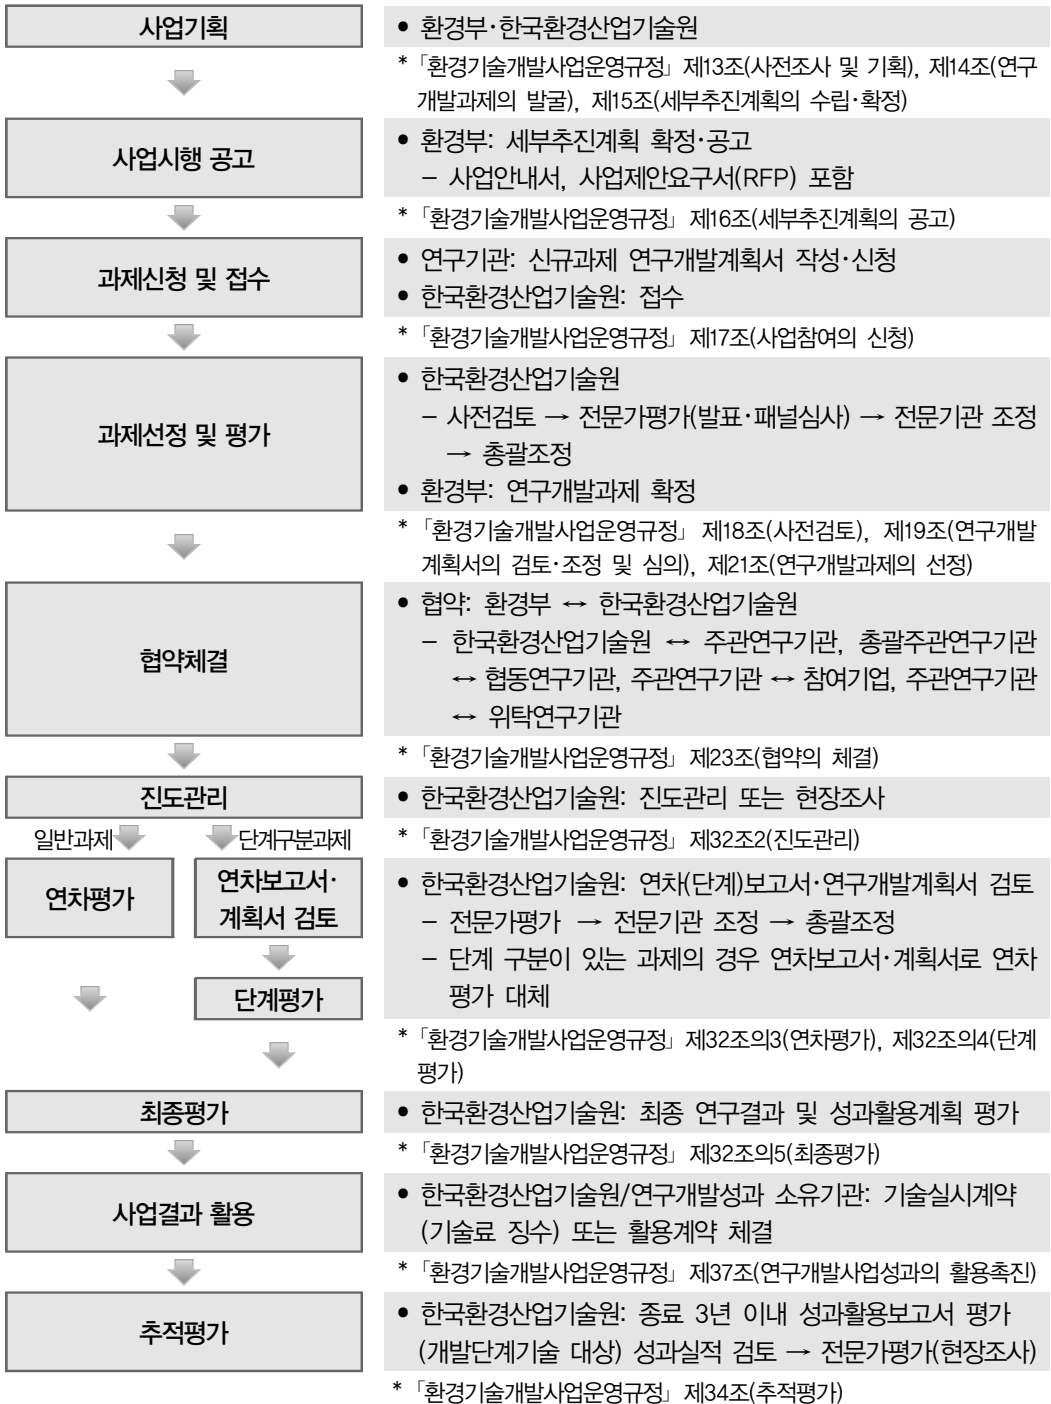 사업기획
• 환경부·한국환경산업기술원
* 「환경기술개발사업운영규정」 제13조(사전조사 및 기획), 제14조(연구
개발과제의 발굴), 제15조(세부추진계획의 수립·확정)
사업시행 공고
• 환경부: 세부추진계획 확정·공고
– 사업안내서, 사업제안요구서(RFP) 포함
* 「환경기술개발사업운영규정」 제16조(세부추진계획의 공고)
과제신청 및 접수
• 연구기관: 신규과제 연구개발계획서 작성·신청
• 한국환경산업기술원: 접수
* 「환경기술개발사업운영규정」 제17조(사업참여의 신청)
과제선정 및 평가
• 한국환경산업기술원
– 사전검토 → 전문가평가(발표·패널심사) → 전문기관 조정
→ 총괄조정
• 환경부: 연구개발과제 확정
* 「환경기술개발사업운영규정」 제18조(사전검토), 제19조(연구개발
계획서의 검토·조정 및 심의), 제21조(연구개발과제의 선정)
협약체결
• 협약: 환경부 ↔ 한국환경산업기술원
– 한국환경산업기술원 ↔ 주관연구기관, 총괄주관연구기관
↔ 협동연구기관, 주관연구기관 ↔ 참여기업, 주관연구기관
↔ 위탁연구기관
* 「환경기술개발사업운영규정」 제23조(협약의 체결)
진도관리
• 한국환경산업기술원: 진도관리 또는 현장조사
일반과제 단계구분과제
* 「환경기술개발사업운영규정」 제32조2(진도관리)
연차평가
연차보고서·
계획서 검토
단계평가
• 한국환경산업기술원: 연차(단계)보고서·연구개발계획서 검토
– 전문가평가 → 전문기관 조정 → 총괄조정
– 단계 구분이 있는 과제의 경우 연차보고서·계획서로 연차
평가 대체
* 「환경기술개발사업운영규정」 제32조의3(연차평가), 제32조의4(단계
평가)
최종평가
• 한국환경산업기술원: 최종 연구결과 및 성과활용계획 평가
* 「환경기술개발사업운영규정」 제32조의5(최종평가)
사업결과 활용
• 한국환경산업기술원/연구개발성과 소유기관: 기술실시계약
(기술료 징수) 또는 활용계약 체결
* 「환경기술개발사업운영규정」 제37조(연구개발사업성과의 활용촉진)
추적평가
• 한국환경산업기술원: 종료 3년 이내 성과활용보고서 평가
(개발단계기술 대상) 성과실적 검토 → 전문가평가(현장조사)
* 「환경기술개발사업운영규정」 제34조(추적평가)